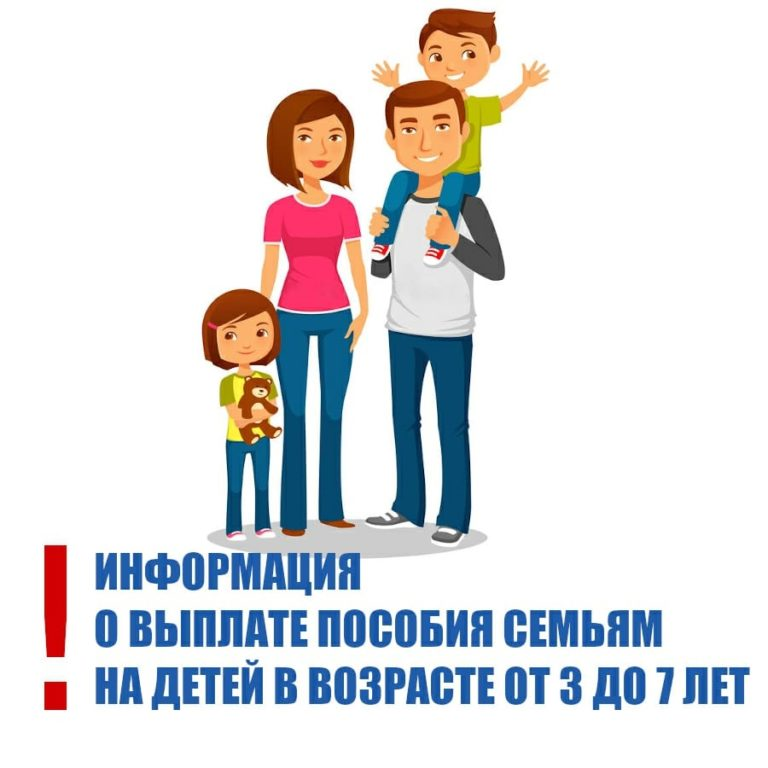 !
ИНФОРМАЦИЯ
О ВЫПЛАТЕ ПОСОБИЯ СЕМЬЯМ
НА ДЕТЕЙ В ВОЗРАСТЕ ОТ 3 ДО 7 ЛЕТ